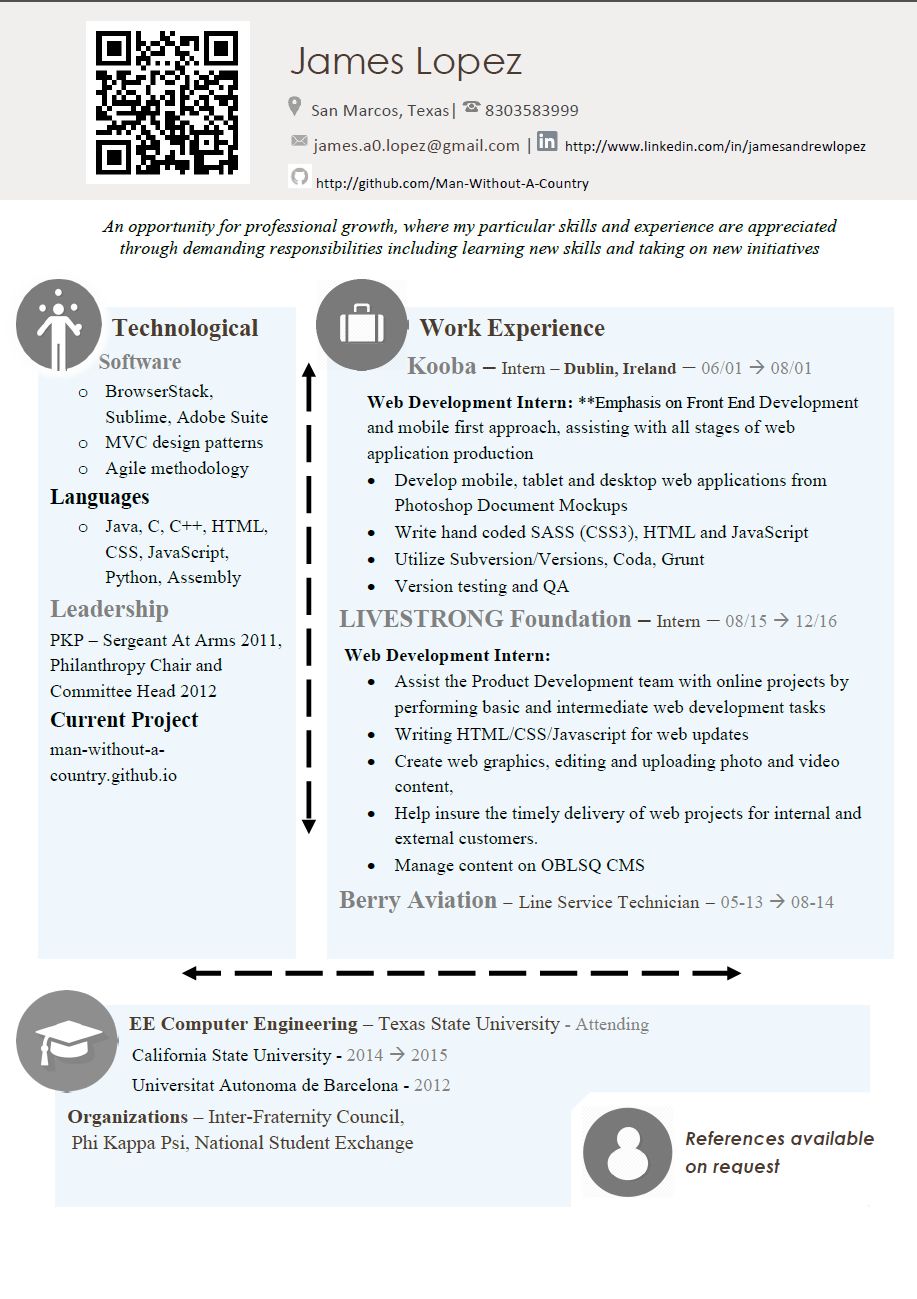 James Lopez
San Marcos, Texas| 8303583999
james.a0.lopez@gmail.com | http://www.linkedin.com/in/jamesandrewlopez
http://github.com/Man-Without-A-Country
An opportunity for professional growth, where my particular skills and experience are appreciated
through demanding responsibilities including learning new skills and taking on new initiatives
Technological
Software
o BrowserStack,
Sublime, Adobe Suite
o MVC design patterns
o Agile methodology
Languages
o Java, C, C++, HTML,
CSS, JavaScript,
Python, Assembly
Leadership
PKP – Sergeant At Arms 2011,
Philanthropy Chair and
Committee Head 2012
Current Project
man-without-a-
country.github.io
Work Experience
Kooba – Intern – Dublin, Ireland – 06/01 → 08/01
Web Development Intern: **Emphasis on Front End Development
and mobile first approach, assisting with all stages of web
application production
• Develop mobile, tablet and desktop web applications from
Photoshop Document Mockups
• Write hand coded SASS (CSS3), HTML and JavaScript
• Utilize Subversion/Versions, Coda, Grunt
• Version testing and QA
LIVESTRONG Foundation – Intern – 08/15 → 12/16
Web Development Intern:
• Assist the Product Development team with online projects by
performing basic and intermediate web development tasks
• Writing HTML/CSS/Javascript for web updates
• Create web graphics, editing and uploading photo and video
content,
• Help insure the timely delivery of web projects for internal and
external customers.
• Manage content on OBLSQ CMS
Berry Aviation – Line Service Technician – 05-13 → 08-14
EE Computer Engineering – Texas State University - Attending
California State University - 2014 → 2015
Universitat Autonoma de Barcelona - 2012
Organizations – Inter-Fraternity Council,
Phi Kappa Psi, National Student Exchange
References available
on request